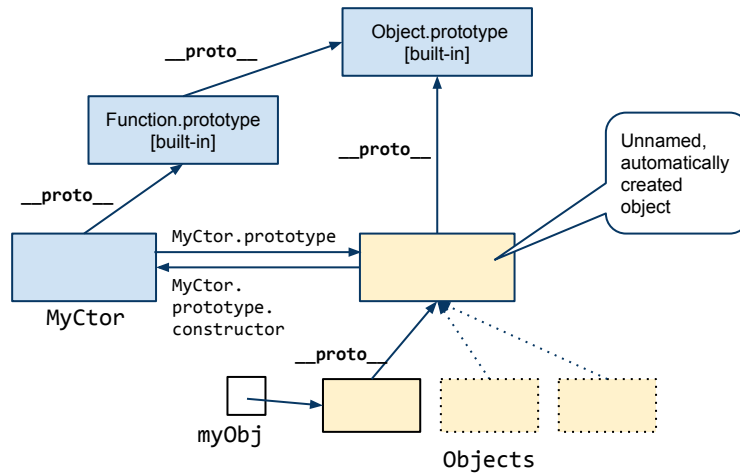 Object.prototype
[built-in]
__proto__
Function.prototype
[built-in]
__proto__
Unnamed,
automatically
created
object
__proto__
MyCtor.prototype
MyCtor.
prototype.
constructor
MyCtor
__proto__
myObj
Objects